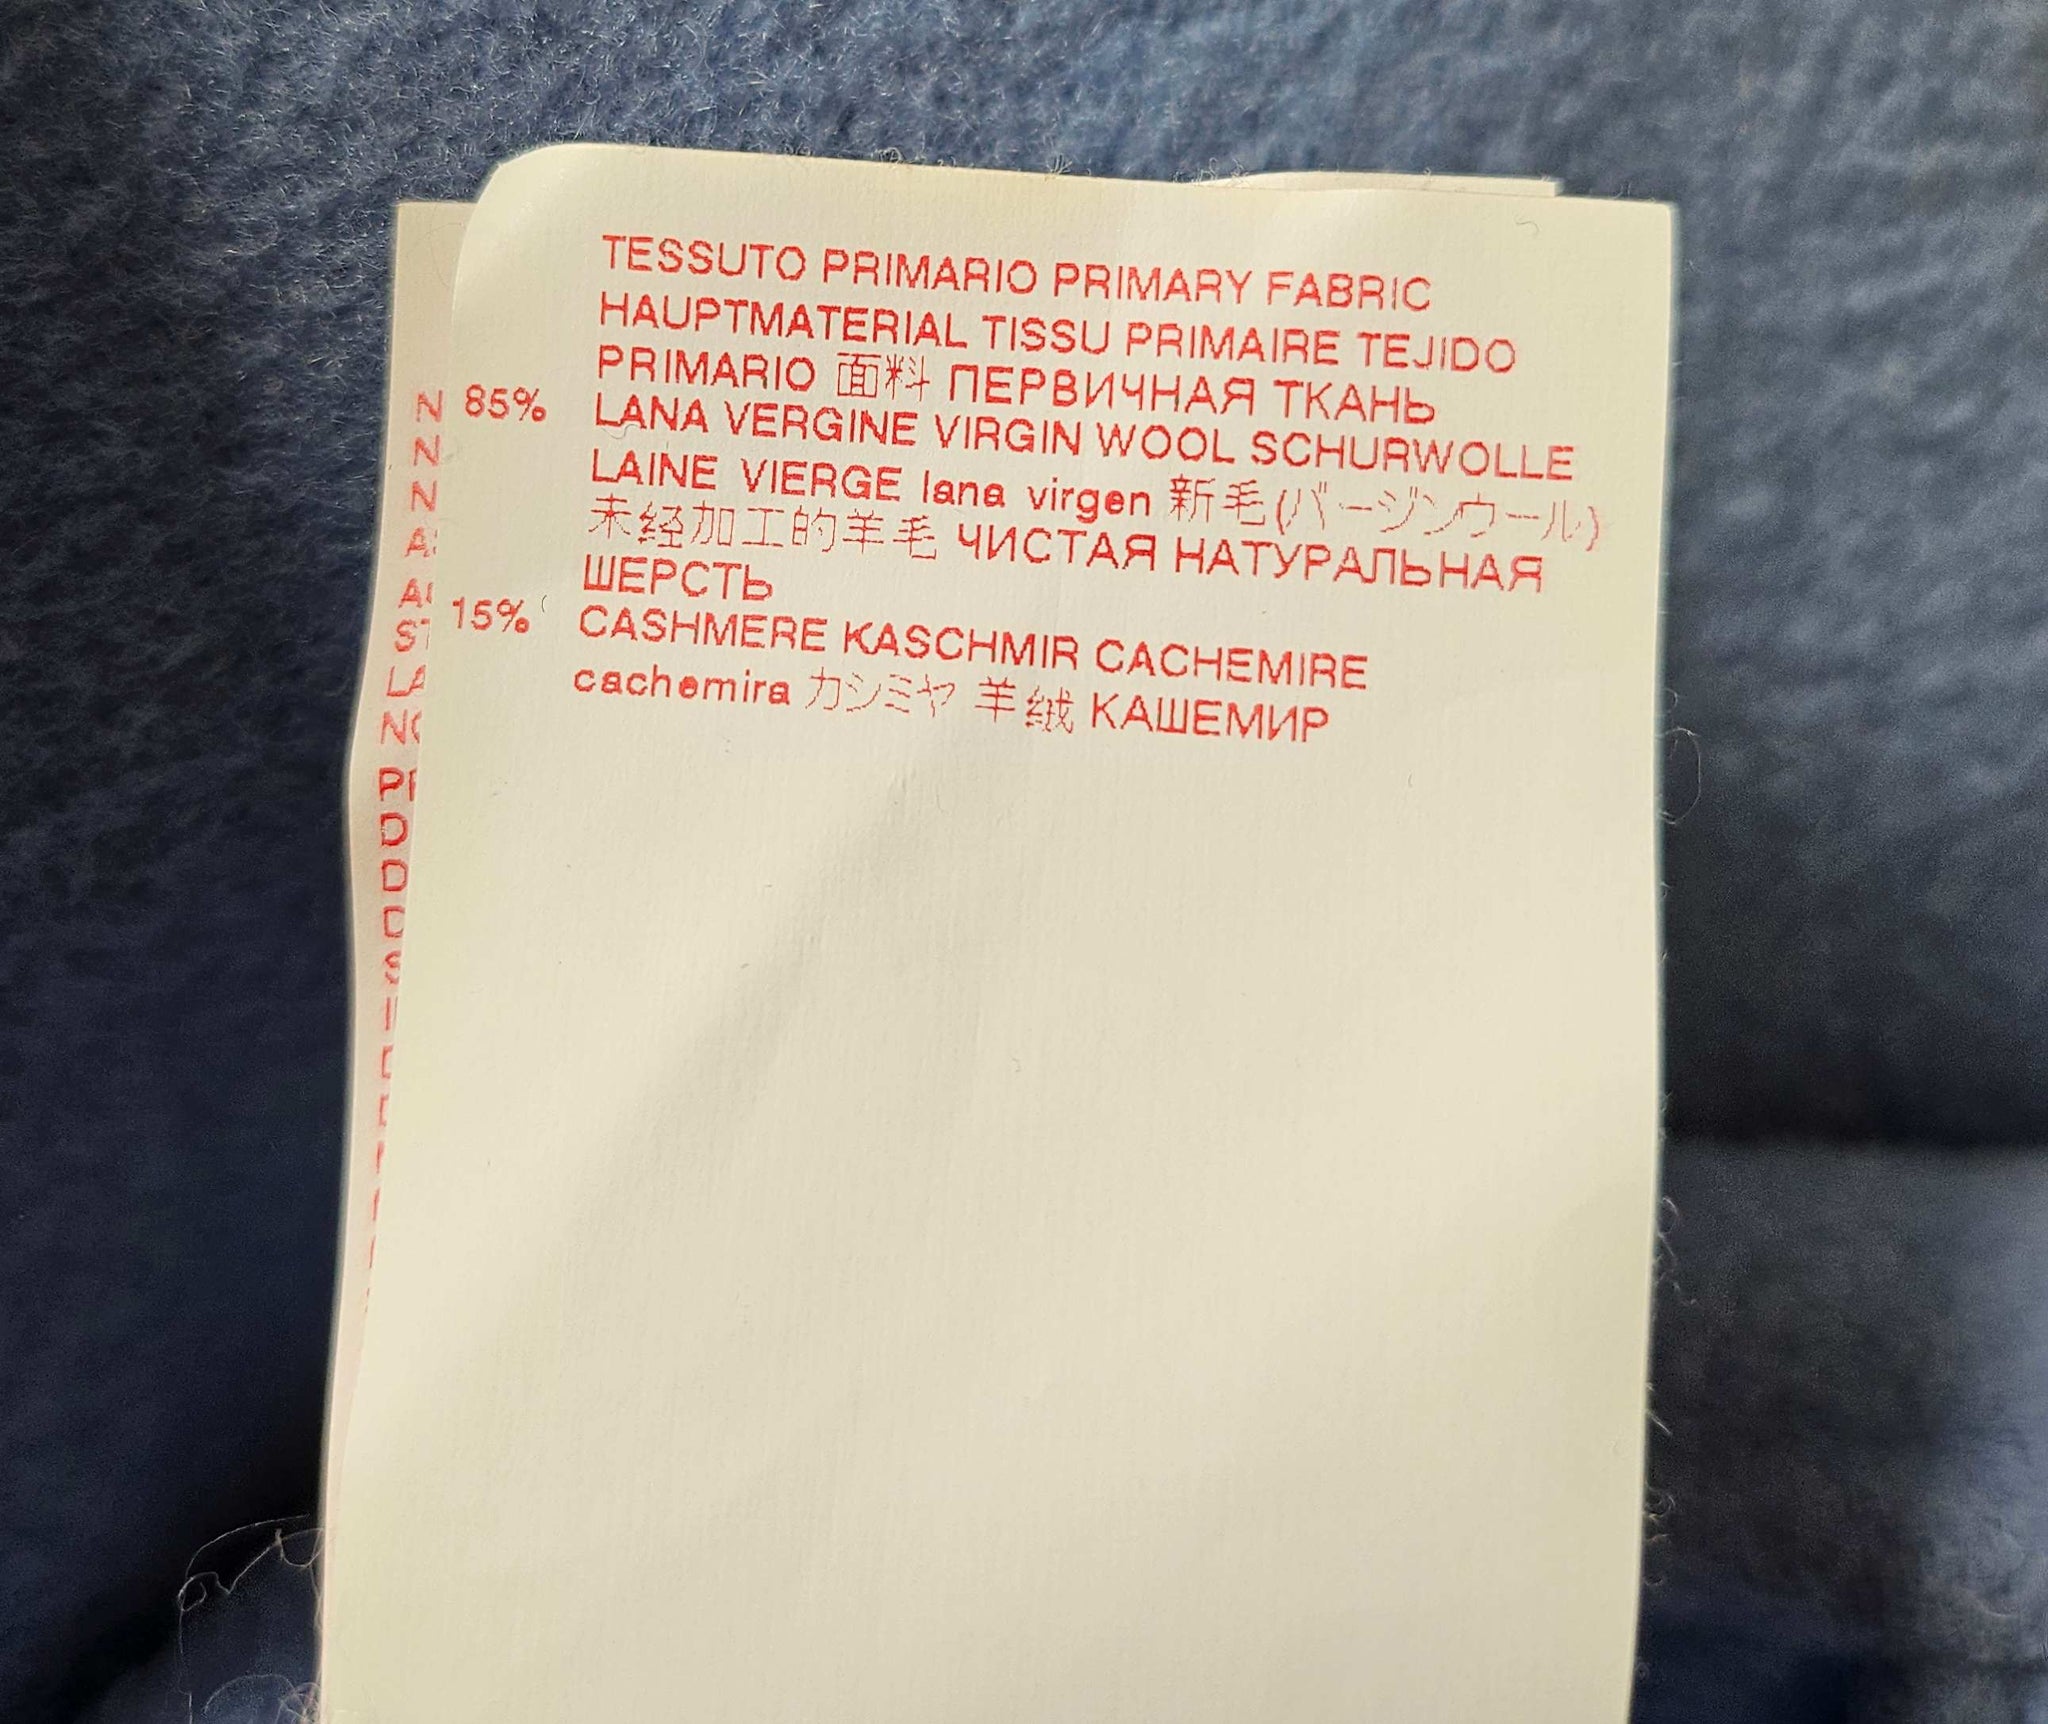 TESSUTO PRIMARIO PRIMARY FABRIC
HAUPTMATERIAL TISSU PRIMAIRE TEJIDO
PRIMARIO 面料 ПЕРВИЧНАЯ ТКАНЬ
85% LANA VERGINE VIRGIN WOOL SCHURWOLLE
LAINE VIERGE lana virgen 新毛(バージンウール)
未经加工的羊毛 ЧИСТАЯ НАТУРАЛЬНАЯ
ШЕРСТЬ
15% CASHMERE KASCHMIR CACHEMIRE
cachemira カシミヤ 羊绒 КАШЕМИР